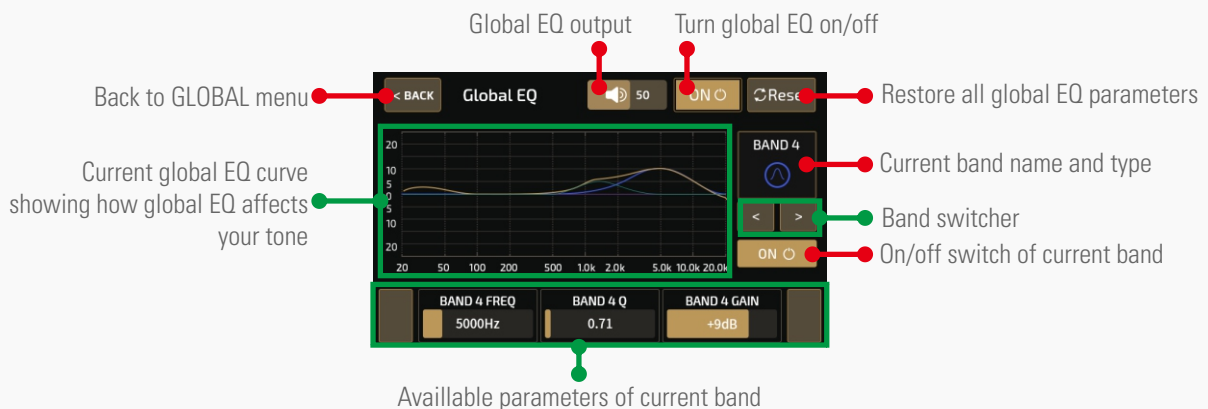 Global EQ output
Turn global EQ on/off
Back to GLOBAL menu
< BACK
Global EQ
50
ON
Rese
Restore all global EQ parameters
Current global EQ curve
showing how global EQ affects
your tone
20
10
5
0
5
10
20
20 50 100 200 500 1.0k 2.0k 5.0k 10.0k 20.0k
BAND 4
Current band name and type
< >
Band switcher
ON
On/off switch of current band
BAND 4 FREQ
5000Hz
BAND 4 Q
0.71
BAND 4 GAIN
+9dB
Availlable parameters of current band